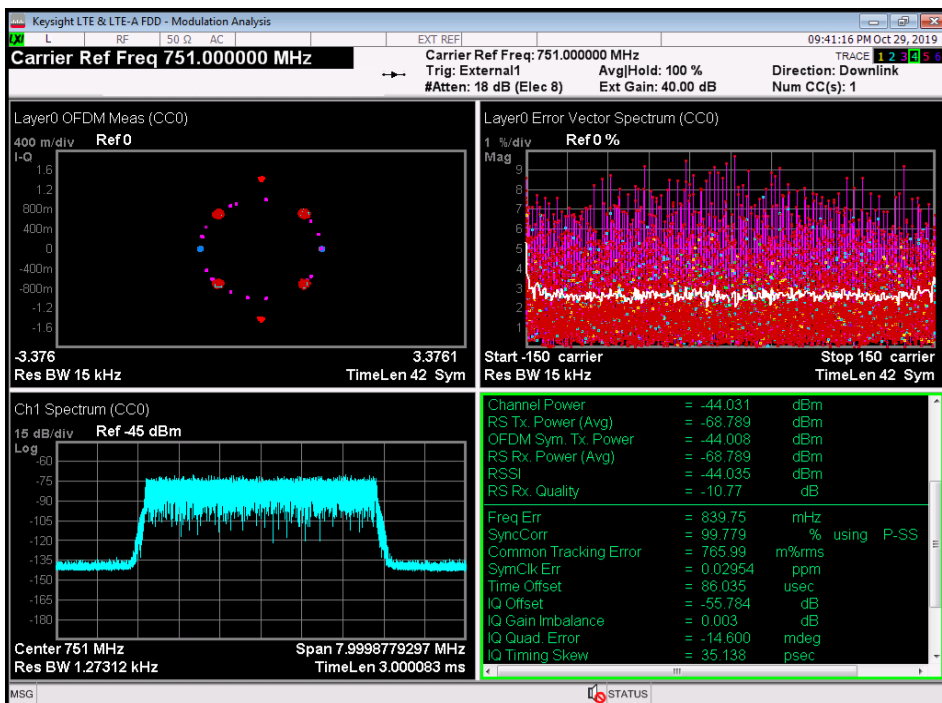 Keysight LTE & LTE-A FDD - Modulation Analysis
LXI L RF 50 Ω AC EXT REF 09:41:16 PM Oct 29, 2019
Carrier Ref Freq 751.000000 MHz
Carrier Ref Freq: 751.000000 MHz
Trig: External1 Avg|Hold: 100 % Direction: Downlink
#Atten: 18 dB (Elec 8) Ext Gain: 40.00 dB Num CC(s): 1
TRACE 1 2 3 4 5 6
Layer0 OFDM Meas (CC0)
400 m/div Ref 0
I-Q
1.6
1.2
800m
400m
0
-400m
-800m
-1.2
-1.6
-3.376 3.3761
Res BW 15 kHz TimeLen 42 Sym
Layer0 Error Vector Spectrum (CC0)
1 %/div Ref 0 %
Mag
9
8
7
6
5
4
3
2
1
Start -150 carrier Stop 150 carrier
Res BW 15 kHz TimeLen 42 Sym
Ch1 Spectrum (CC0)
15 dB/div Ref -45 dBm
Log
-60
-75
-90
-105
-120
-135
-150
-165
-180
Center 751 MHz Span 7.9998779297 MHz
Res BW 1.27312 kHz TimeLen 3.000083 ms
Channel Power = -44.031 dBm
RS Tx. Power (Avg) = -68.789 dBm
OFDM Sym. Tx. Power = -44.008 dBm
RS Rx. Power (Avg) = -68.789 dBm
RSSI = -44.035 dBm
RS Rx. Quality = -10.77 dB
Freq Err = 839.75 mHz
SyncCorr = 99.779 % using P-SS
Common Tracking Error = 765.99 m%rms
SymClk Err = 0.02954 ppm
Time Offset = 86.035 usec
IQ Offset = -55.784 dB
IQ Gain Imbalance = 0.003 dB
IQ Quad. Error = -14.600 mdeg
IQ Timing Skew = 35.138 psec
MSG STATUS